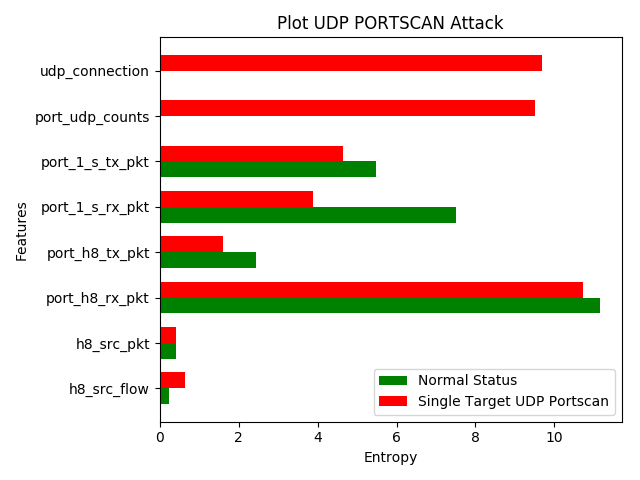 Plot UDP PORTSCAN Attack
Features
udp_connection
port_udp_counts
port_1_s_tx_pkt
port_1_s_rx_pkt
port_h8_tx_pkt
port_h8_rx_pkt
h8_src_pkt
h8_src_flow
Normal Status
Single Target UDP Portscan
0 2 4 6 8 10
Entropy